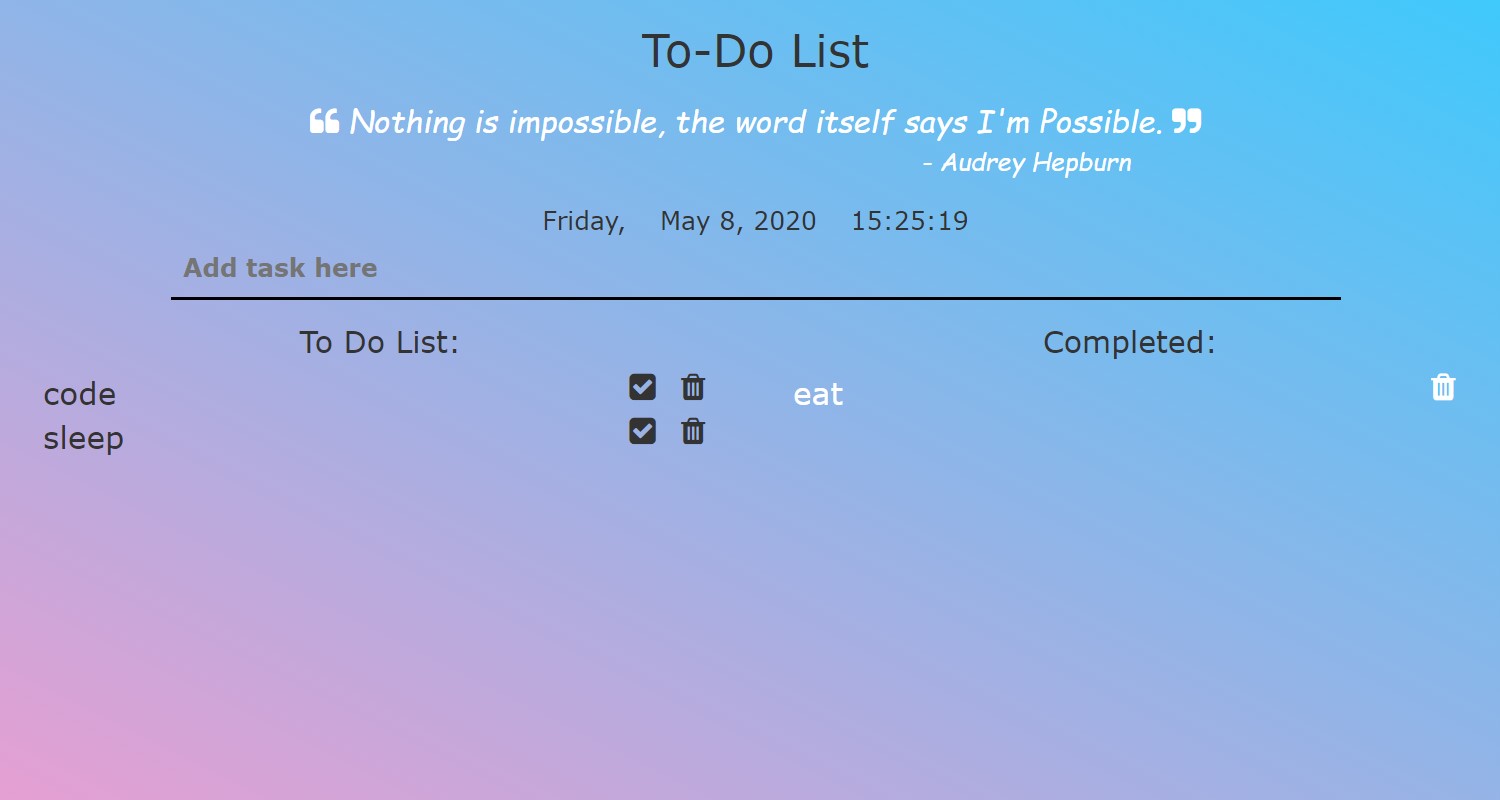 To-Do List
❝ Nothing is impossible, the word itself says I'm Possible. ❞
- Audrey Hepburn
Friday, May 8, 2020 15:25:19
Add task here
To Do List:
code
sleep
Completed:
eat